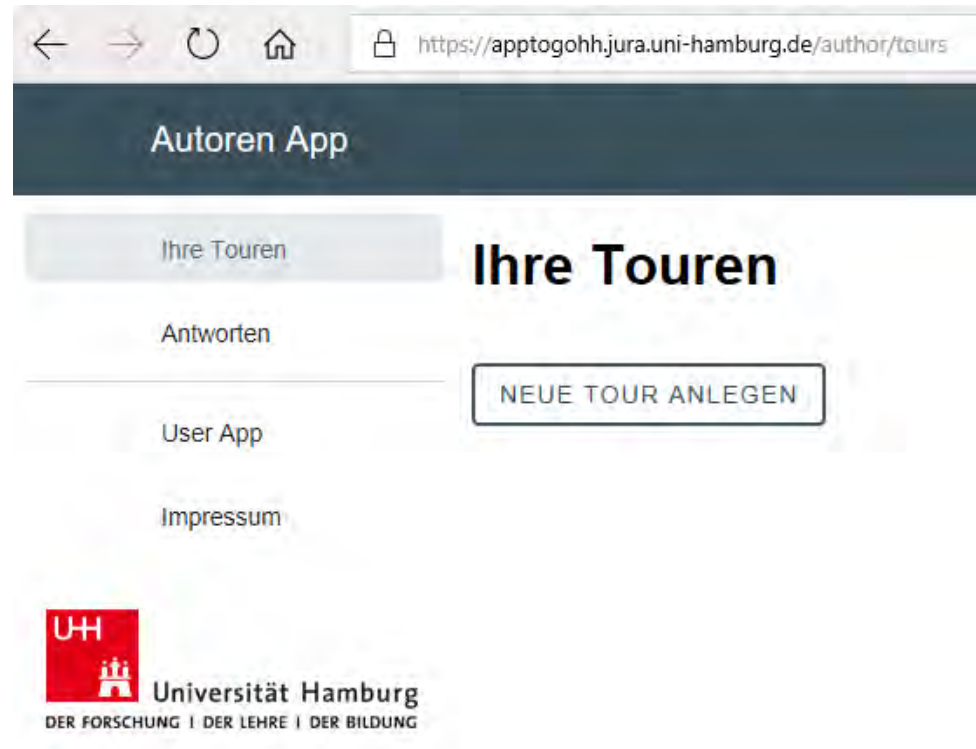 https://apptogohh.jura.uni-hamburg.de/author/tours
Autoren App
Ihre Touren
Antworten
User App
Impressum
Ihre Touren
NEUE TOUR ANLEGEN
UH
Universität Hamburg
DER FORSCHUNG I DER LEHRE I DER BILDUNG